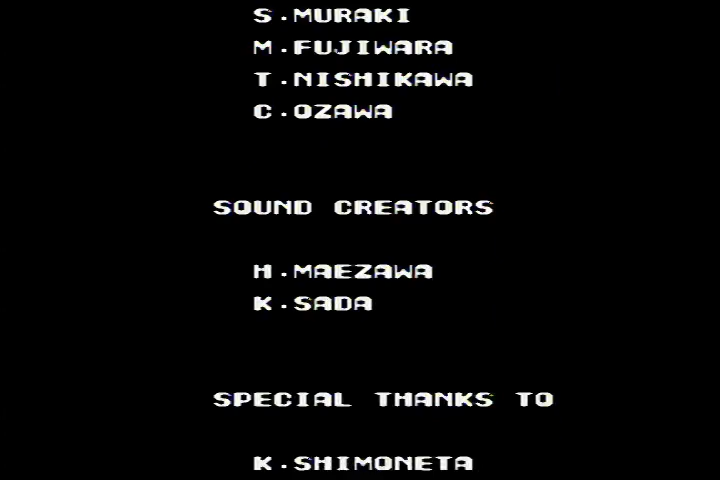 S.MURAKI
M.FUJIWARA
T.NISHIKAWA
C.OZAWA
SOUND CREATORS
H.MAEZAWA
K.SADA
SPECIAL THANKS TO
K.SHIMONETA